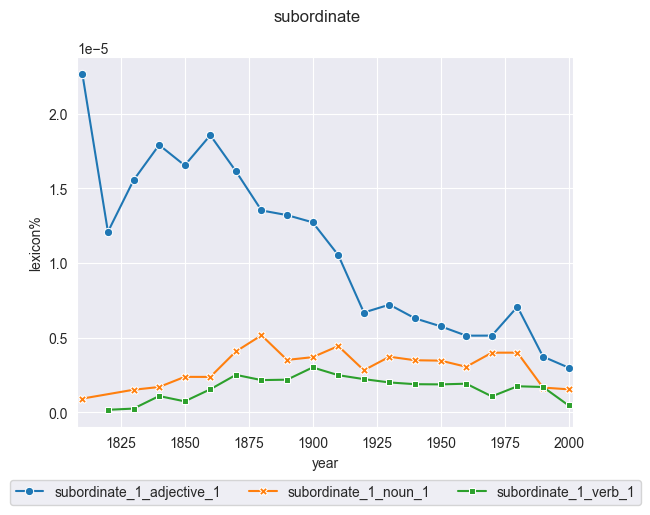 subordinate
1e−5
2.0
1.5
1.0
0.5
0.0
lexicon%
1825 1850 1875 1900 1925 1950 1975 2000
year
subordinate_1_adjective_1 subordinate_1_noun_1 subordinate_1_verb_1